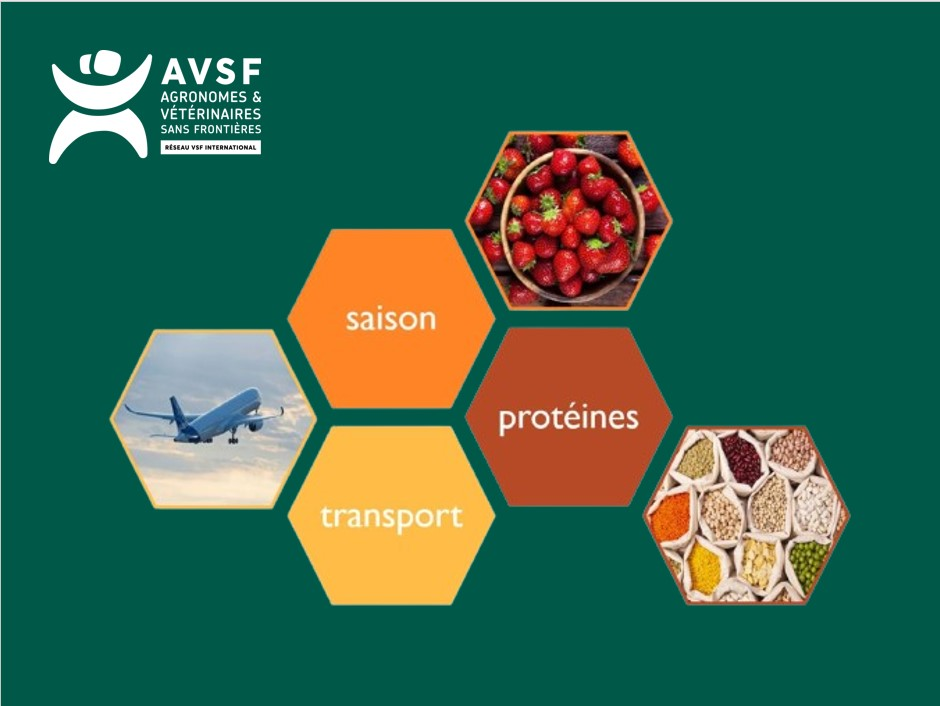 AVSF
AGRONOMES &
VÉTÉRINAIRES
SANS FRONTIÈRES
RÉSEAU VSF INTERNATIONAL
saison
protéines
transport